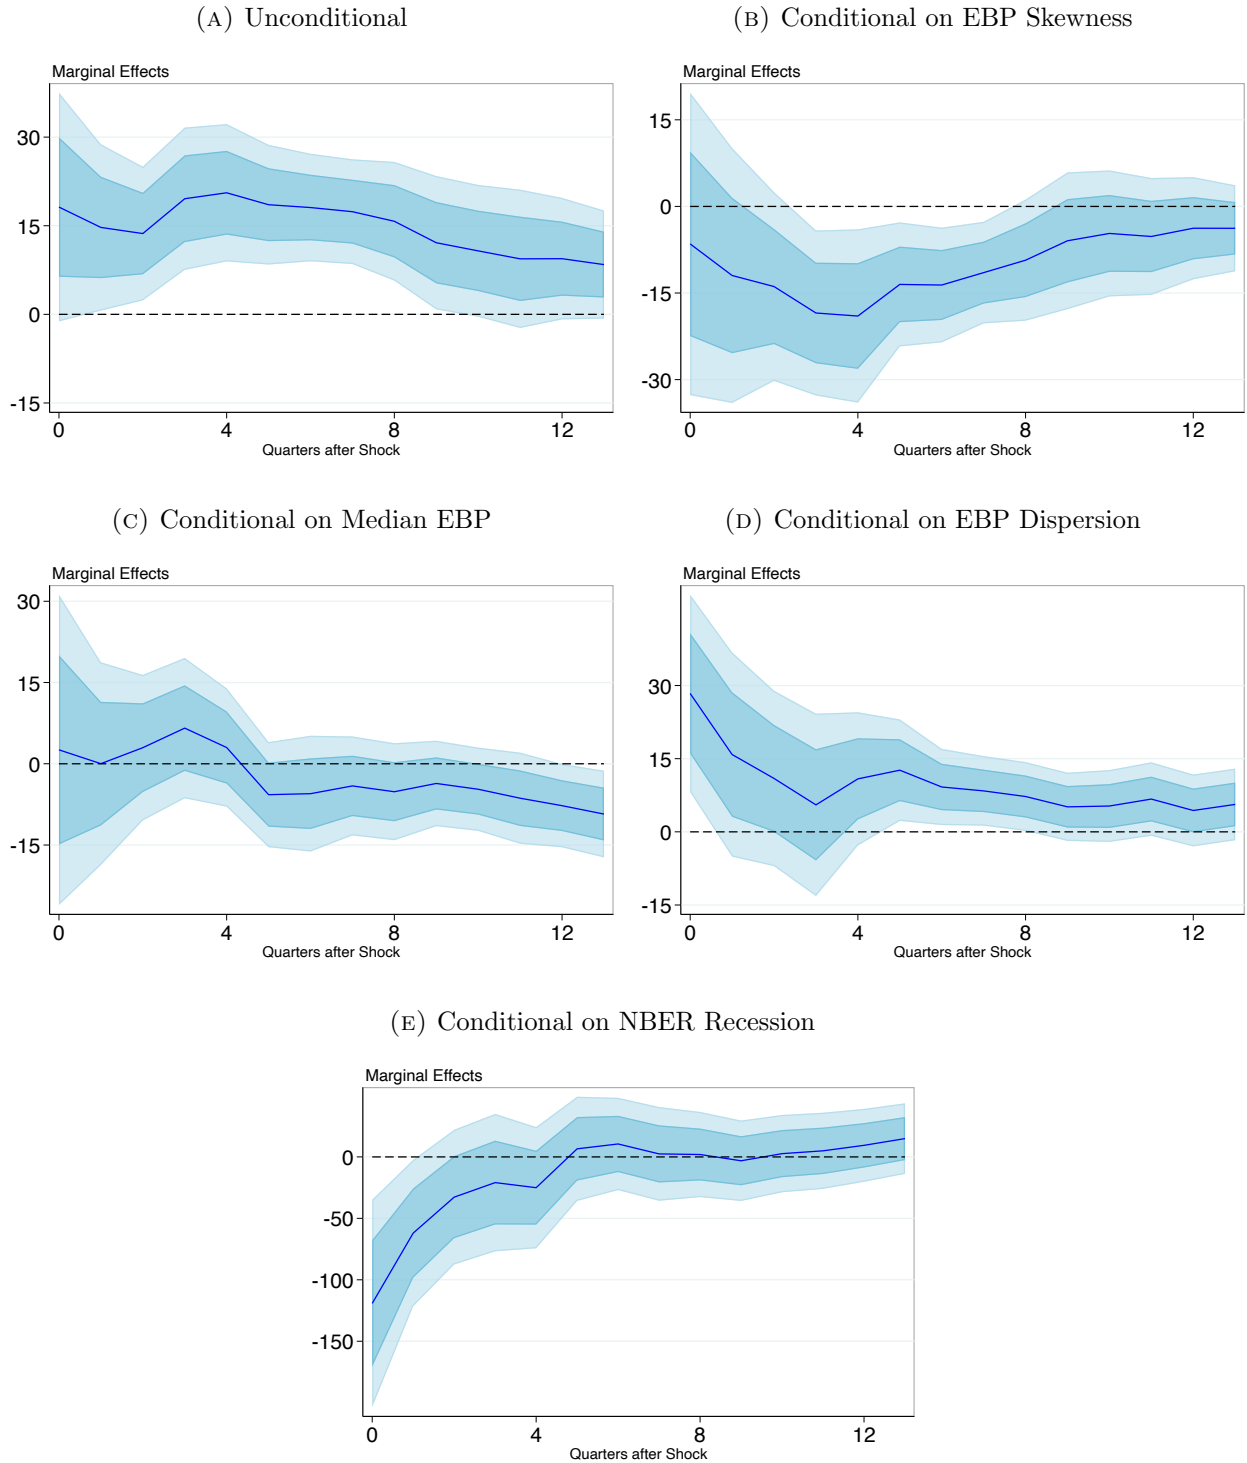 (A) Unconditional
Marginal Effects
30
15
0
-15
0 4 8 12
Quarters after Shock
(B) Conditional on EBP Skewness
Marginal Effects
15
0
-15
-30
0 4 8 12
Quarters after Shock
(C) Conditional on Median EBP
Marginal Effects
30
15
0
-15
0 4 8 12
Quarters after Shock
(D) Conditional on EBP Dispersion
Marginal Effects
30
15
0
-15
0 4 8 12
Quarters after Shock
(E) Conditional on NBER Recession
Marginal Effects
0
-50
-100
-150
0 4 8 12
Quarters after Shock